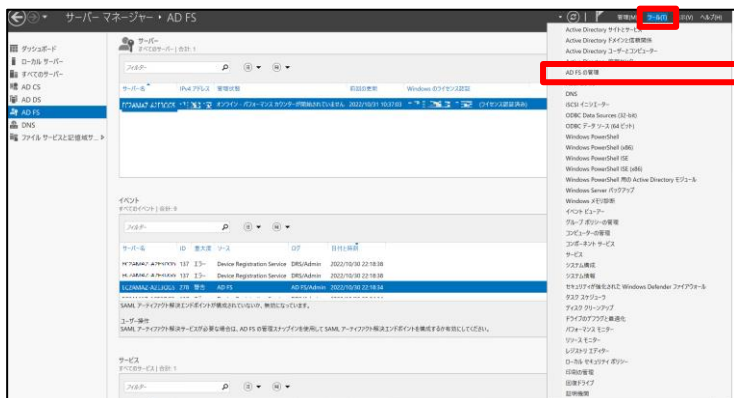 サーバー マネージャー ・ AD FS
管理(M)
ツール(T)
表示(V)
ヘルプ(H)
ダッシュボード
ローカル サーバー
すべてのサーバー
AD CS
AD DS
AD FS
DNS
ファイル サービスと記憶域サ...
サーバー
すべてのサーバー | 合計: 1
フィルター
サーバー名 IPv4 アドレス 管理状態 前回の更新 Windows のライセンス認証
オンライン - パフォーマンス カウンターが開始されていません 2022/10/31 10:37:03 (ライセンス認証済み)
イベント
すべてのイベント | 合計: 9
フィルター
サーバー名 ID 重大度 ソース ログ 日付と時刻
137 エラー Device Registration Service DRS/Admin 2022/10/30 22:18:38
137 エラー Device Registration Service DRS/Admin 2022/10/30 22:18:36
276 警告 AD FS AD FS/Admin 2022/10/30 22:18:34
SAML アーティファクト解決エンドポイントが構成されていないか、無効になっています。
ユーザー操作
SAML アーティファクト解決サービスが必要な場合は、AD FS の管理スナップインを使用して SAML アーティファクト解決エンドポイントを構成するか有効にしてください。
サービス
すべてのサービス | 合計: 1
フィルター
Active Directory サイトとサービス
Active Directory ドメインと信頼関係
Active Directory ユーザーとコンピューター
AD FS の管理
DNS
iSCSI イニシエーター
ODBC Data Sources (32-bit)
ODBC データ ソース (64 ビット)
Windows PowerShell
Windows PowerShell (x86)
Windows PowerShell ISE
Windows PowerShell ISE (x86)
Windows PowerShell 用の Active Directory モジュール
Windows Server バックアップ
Windows メモリ診断
イベント ビューアー
グループ ポリシーの管理
コンピューターの管理
コンポーネント サービス
サービス
システム構成
システム情報
セキュリティが強化された Windows Defender ファイアウォール
タスク スケジューラ
ディスク クリーンアップ
ドライブのデフラグと最適化
パフォーマンス モニター
リソース モニター
レジストリ エディター
ローカル セキュリティ ポリシー
印刷の管理
回復ドライブ
証明機関